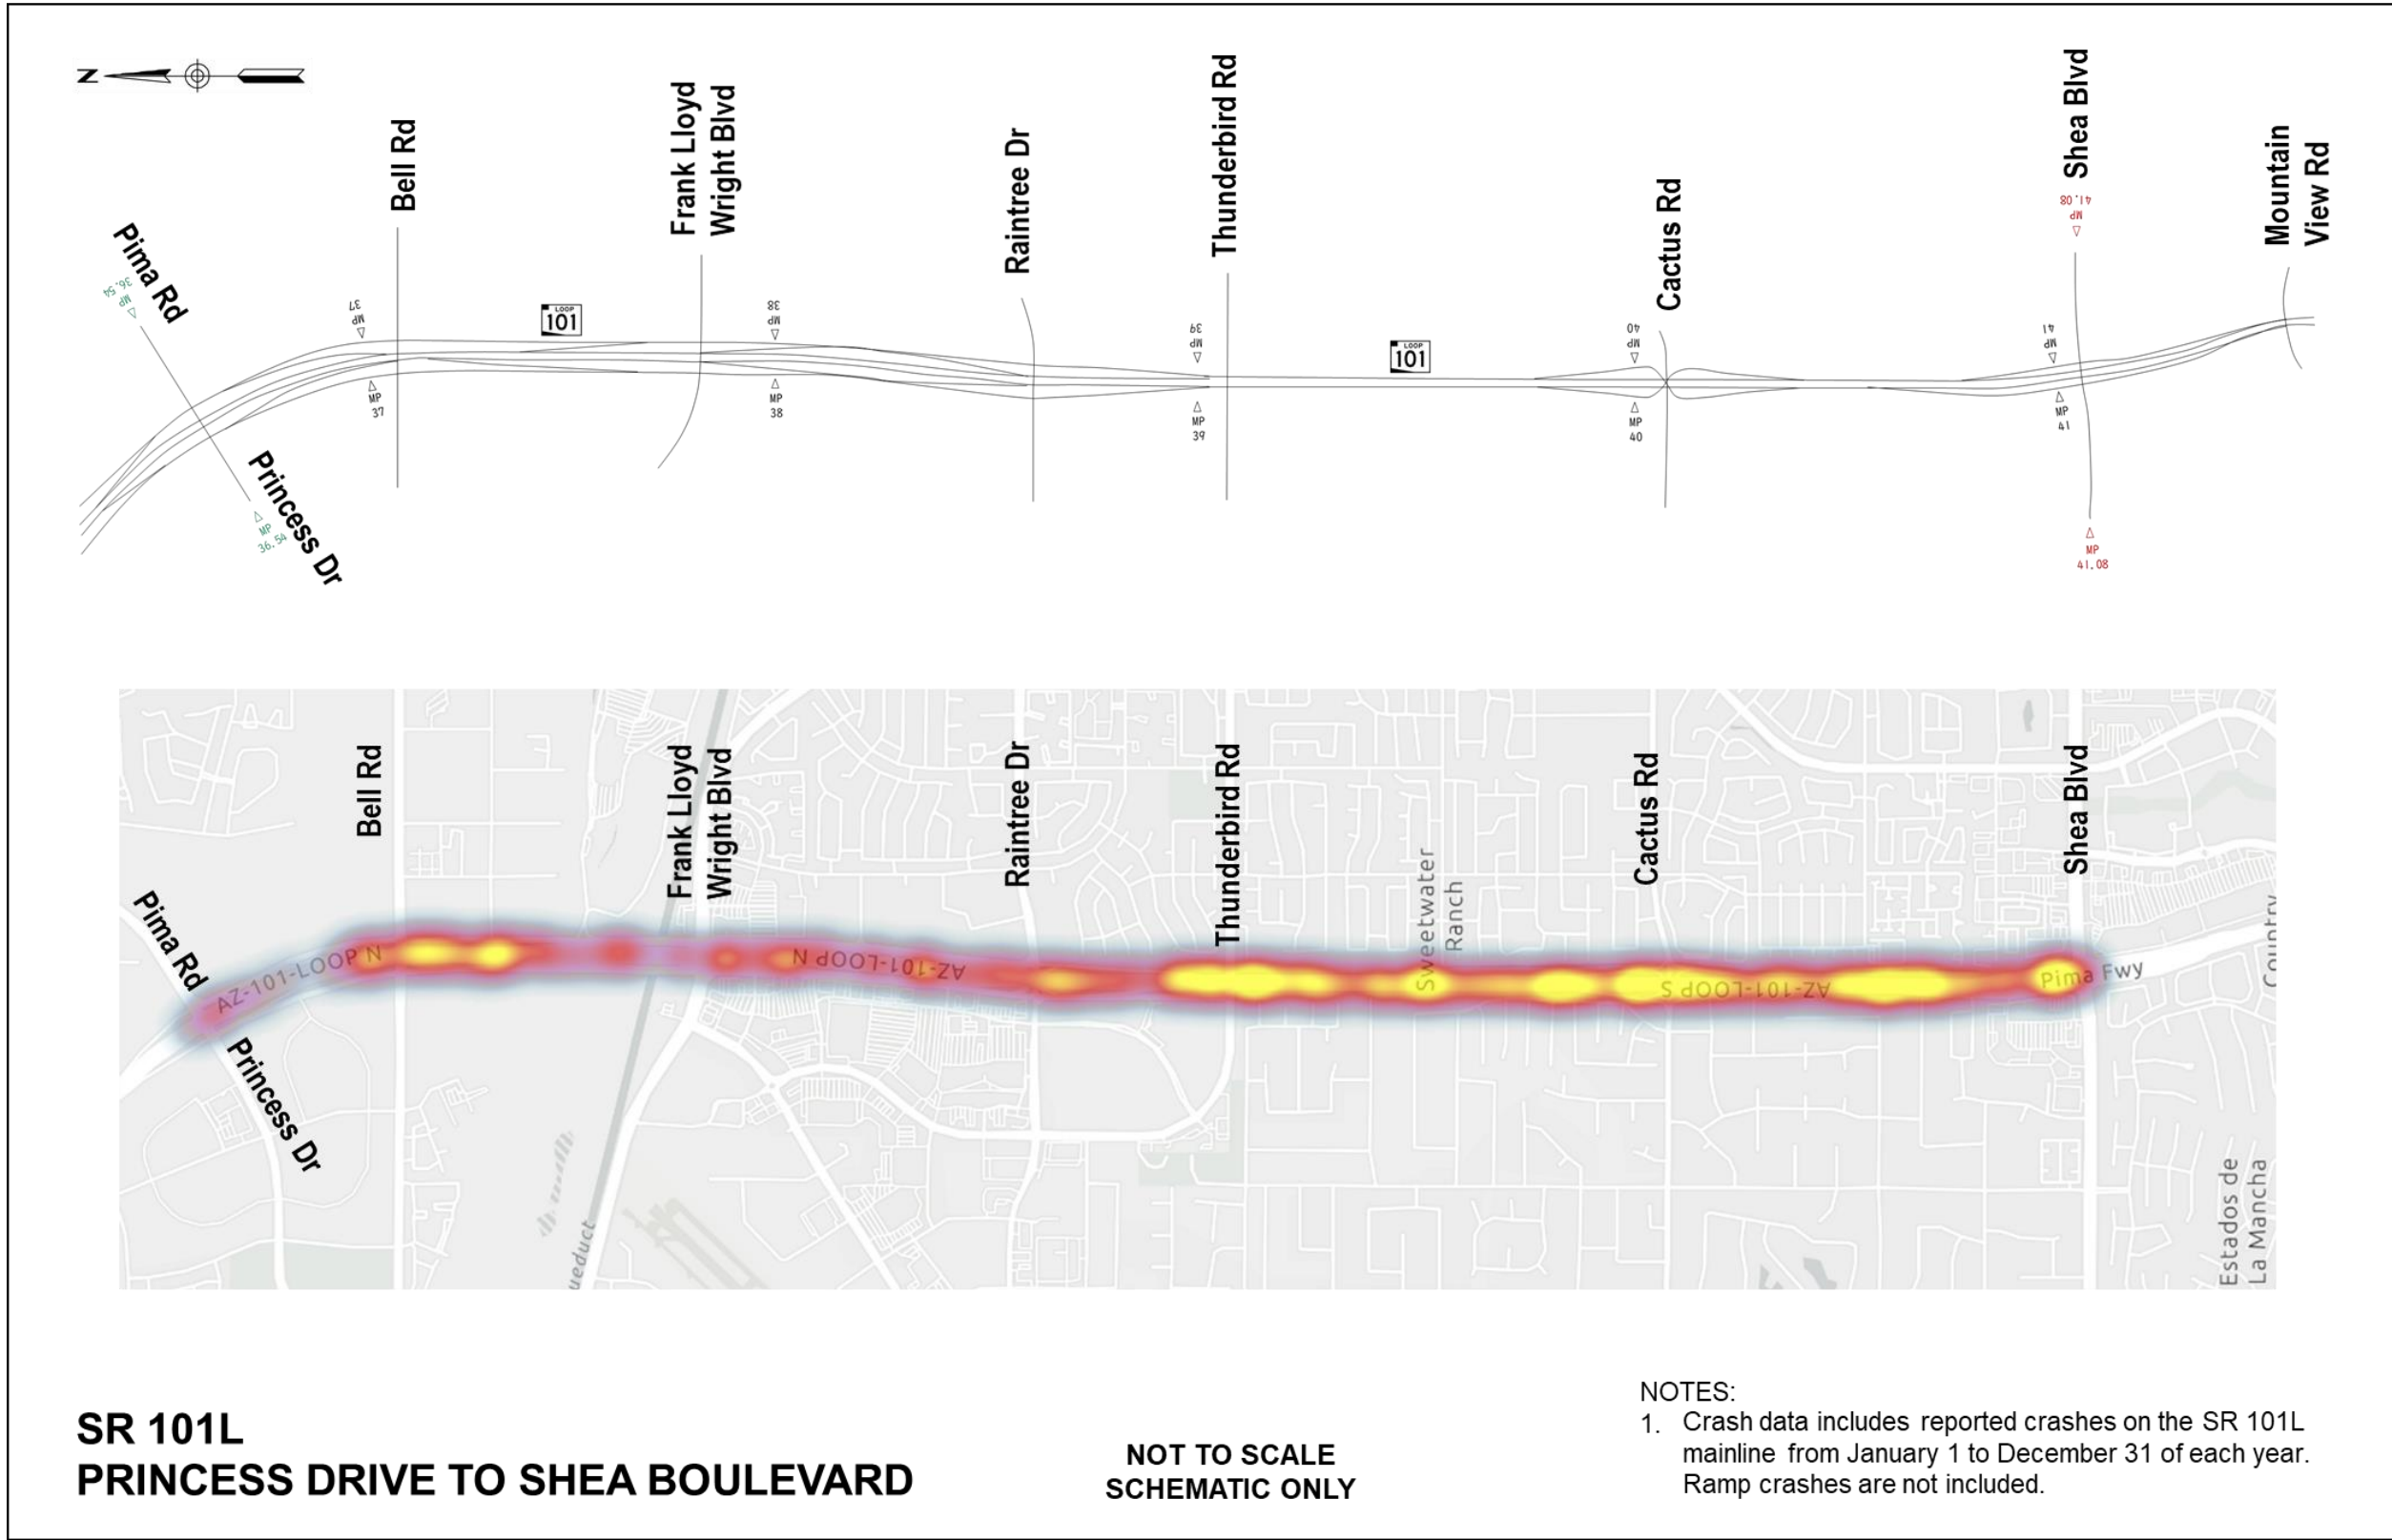 N
Pima Rd
MP
36.54
Princess Dr
MP
36.54
Bell Rd
MP
37
MP
37
LOOP
101
Frank Lloyd
Wright Blvd
MP
38
MP
38
Raintree Dr
Thunderbird Rd
MP
39
MP
39
LOOP
101
Cactus Rd
MP
40
MP
40
Shea Blvd
MP
41.08
MP
41
MP
41
MP
41.08
Mountain
View Rd
Pima Rd
Princess Dr
AZ-101-LOOP N
Bell Rd
Frank Lloyd
Wright Blvd
AZ-101-LOOP N
Raintree Dr
Thunderbird Rd
Sweetwater
Ranch
Cactus Rd
AZ-101-LOOP S
Shea Blvd
Pima Fwy
Country
ueduct
Estados de
La Mancha
SR 101L
PRINCESS DRIVE TO SHEA BOULEVARD
NOT TO SCALE
SCHEMATIC ONLY
NOTES:
1. Crash data includes reported crashes on the SR 101L
mainline from January 1 to December 31 of each year.
Ramp crashes are not included.